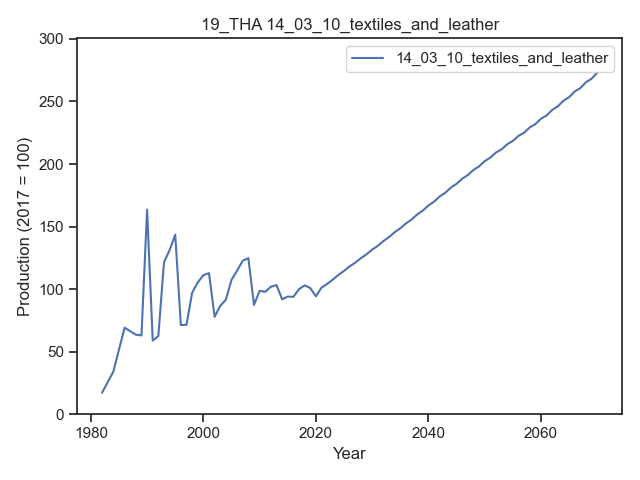 19_THA 14_03_10_textiles_and_leather
14_03_10_textiles_and_leather
300
250
200
150
100
50
0
Production (2017 = 100)
1980 2000 2020 2040 2060
Year